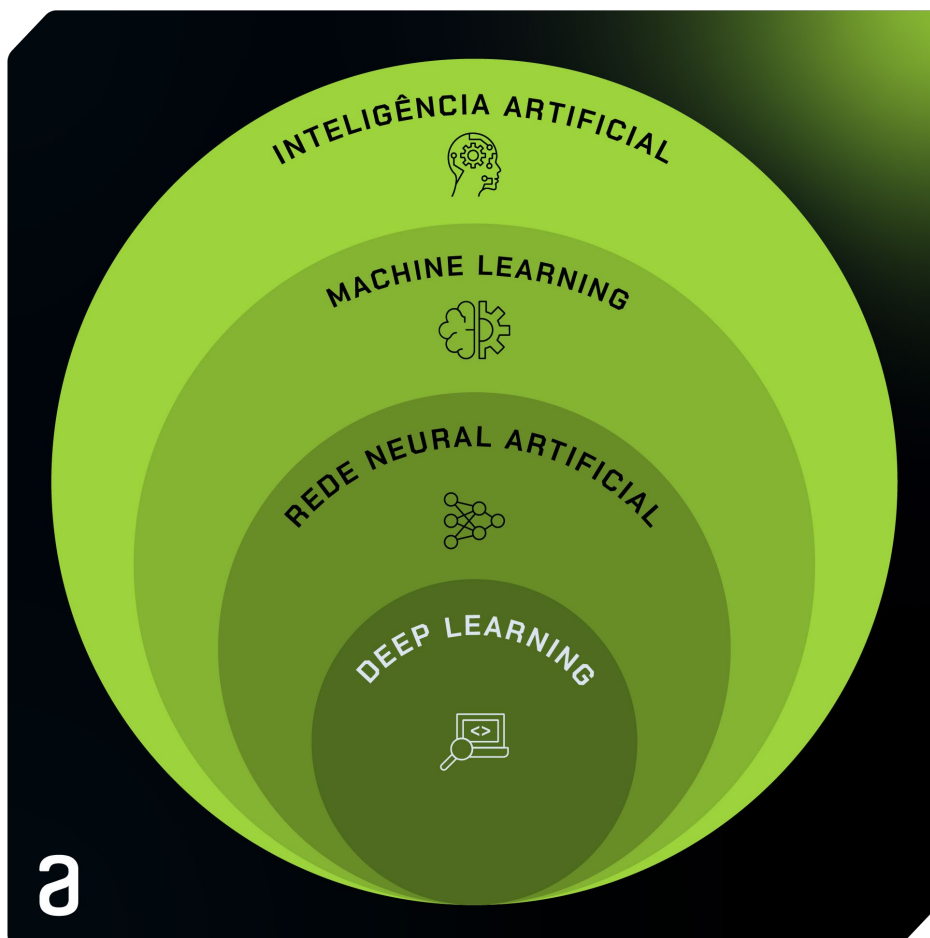 INTELIGÊNCIA ARTIFICIAL
MACHINE LEARNING
REDE NEURAL ARTIFICIAL
DEEP LEARNING
<>
a